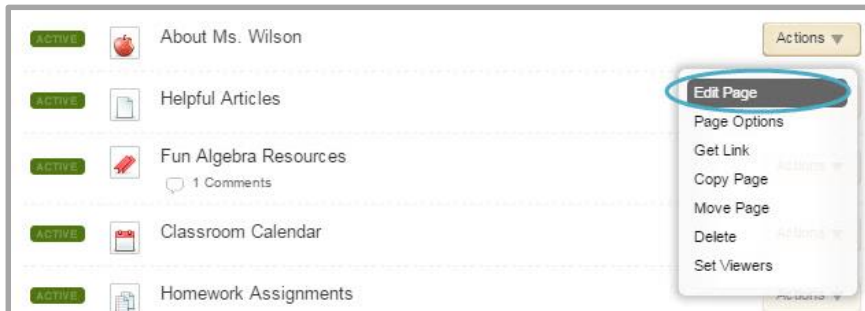 ACTIVE About Ms. Wilson Actions
ACTIVE Helpful Articles
ACTIVE Fun Algebra Resources
1 Comments
ACTIVE Classroom Calendar
ACTIVE Homework Assignments Actions
Edit Page
Page Options
Get Link
Copy Page
Move Page
Delete
Set Viewers